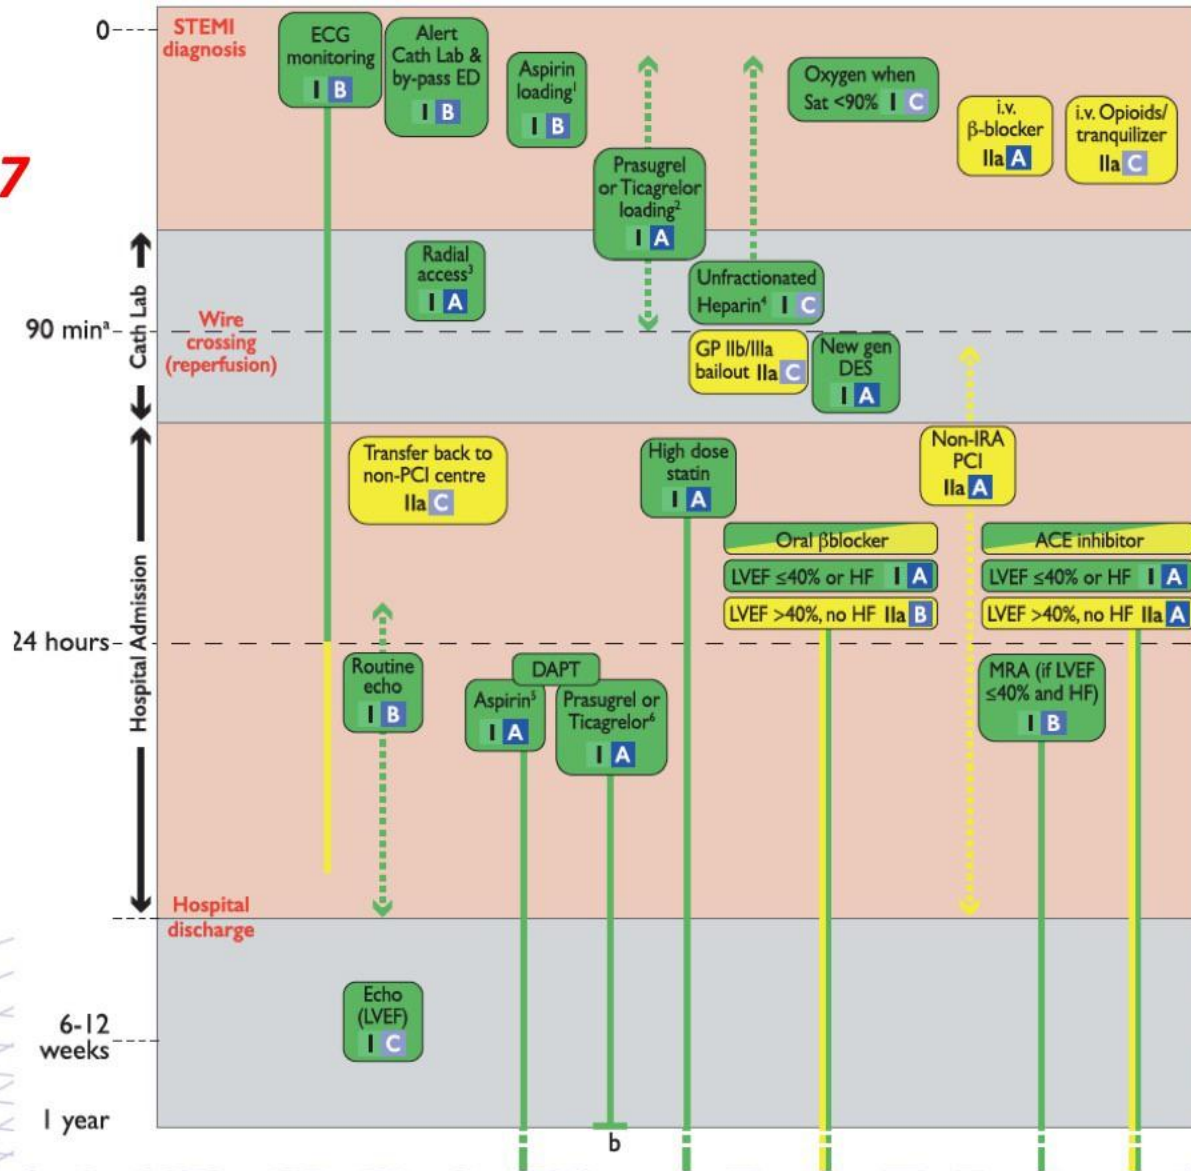 0
STEMI
diagnosis
ECG
monitoring
I B
Alert
Cath Lab &
by-pass ED
I B
Aspirin
loading¹
I B
Oxygen when
Sat <90% I C
i.v.
β-blocker
IIa A
i.v. Opioids/
tranquilizer
IIa C
7
Prasugrel
or Ticagrelor
loading²
I A
Cath Lab
Radial
access³
I A
Unfractionated
Heparin⁴ I C
90 minᵃ
Wire
crossing
(reperfusion)
GP IIb/IIIa
bailout IIa C
New gen
DES
I A
Hospital Admission
Transfer back to
non-PCI centre
IIa C
High dose
statin
I A
Non-IRA
PCI
IIa A
Oral βblocker
LVEF ≤40% or HF I A
LVEF >40%, no HF IIa B
ACE inhibitor
LVEF ≤40% or HF I A
LVEF >40%, no HF IIa A
24 hours
Routine
echo
I B
DAPT
Aspirin⁵
I A
Prasugrel or
Ticagrelor⁶
I A
MRA (if LVEF
≤40% and HF)
I B
Hospital
discharge
Echo
(LVEF)
I C
6-12
weeks
1 year
b